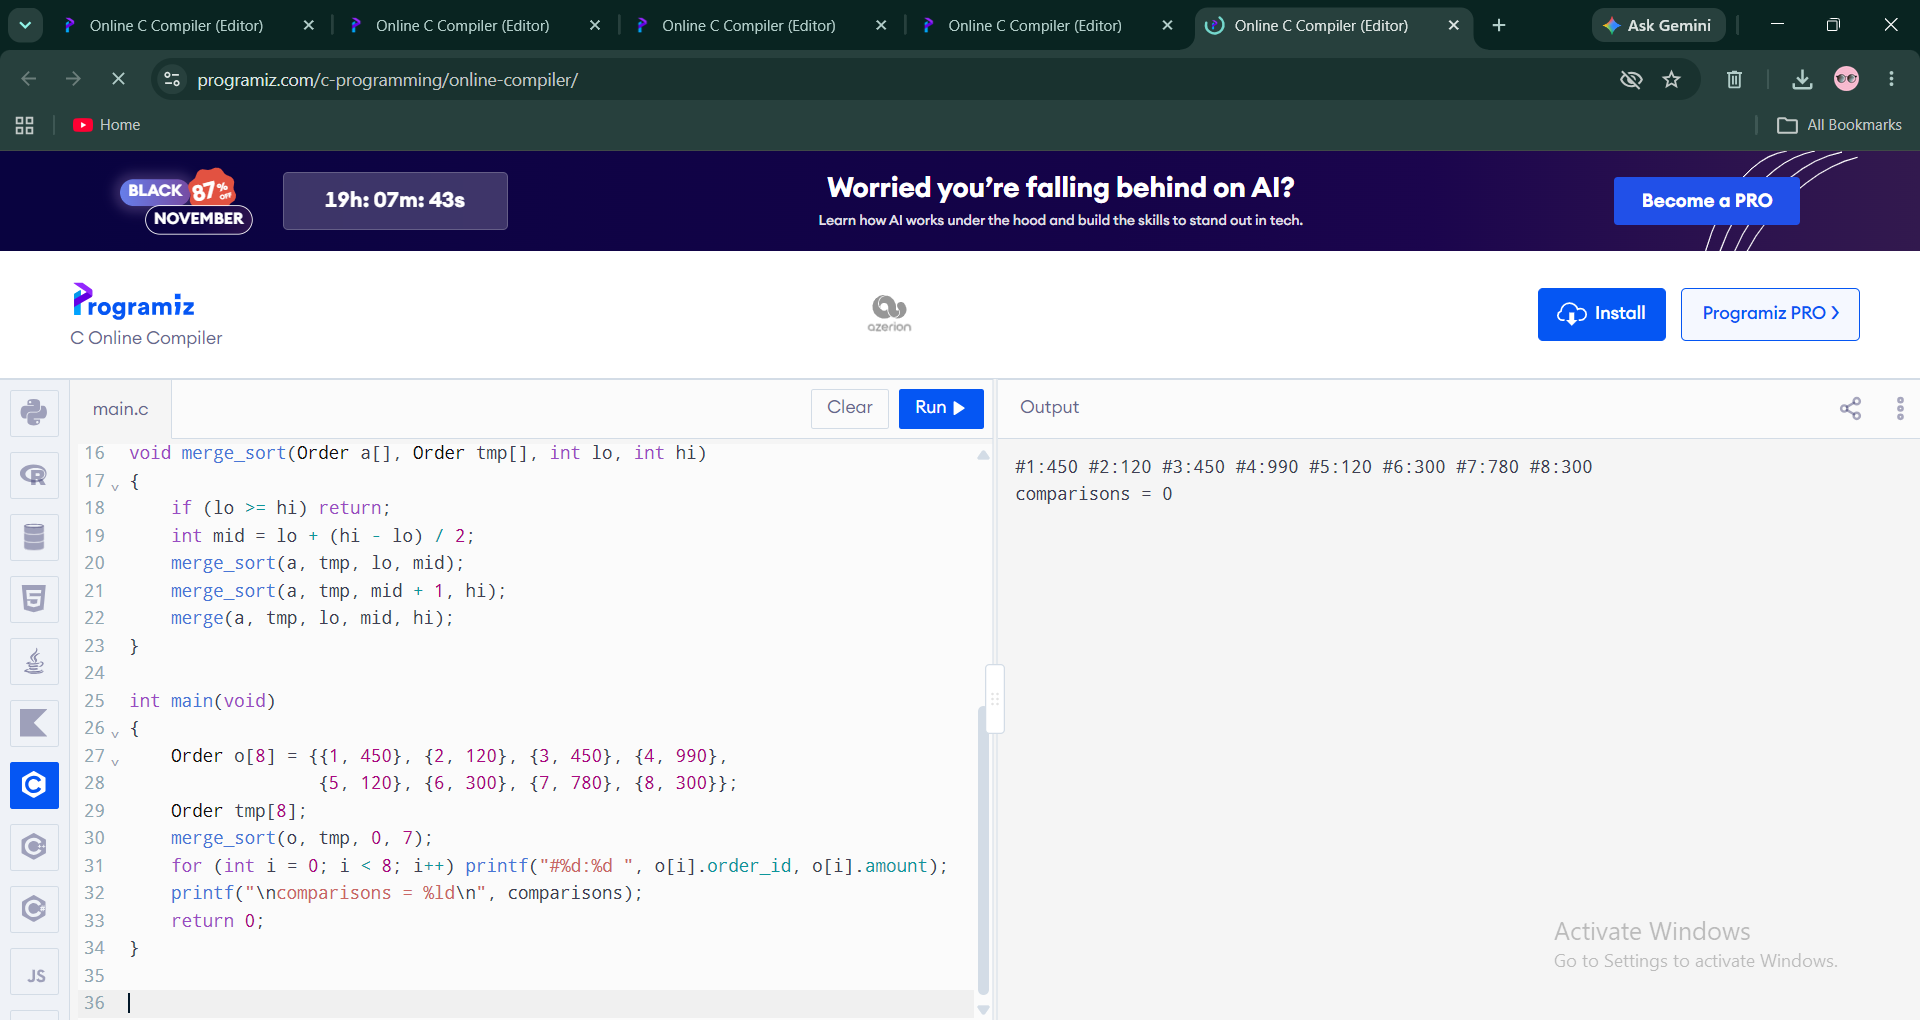 Online C Compiler (Editor)
Online C Compiler (Editor)
Online C Compiler (Editor)
Online C Compiler (Editor)
Online C Compiler (Editor)
Ask Gemini
programiz.com/c-programming/online-compiler/
Home
All Bookmarks
BLACK
87% OFF
NOVEMBER
19h: 07m: 43s
Worried you’re falling behind on AI?
Learn how AI works under the hood and build the skills to stand out in tech.
Become a PRO
Programiz
C Online Compiler
azerion
Install
Programiz PRO >
main.c
Clear
Run
Output
16 void merge_sort(Order a[], Order tmp[], int lo, int hi)
17 {
18     if (lo >= hi) return;
19     int mid = lo + (hi - lo) / 2;
20     merge_sort(a, tmp, lo, mid);
21     merge_sort(a, tmp, mid + 1, hi);
22     merge(a, tmp, lo, mid, hi);
23 }
24
25 int main(void)
26 {
27     Order o[8] = {{1, 450}, {2, 120}, {3, 450}, {4, 990},
28                   {5, 120}, {6, 300}, {7, 780}, {8, 300}};
29     Order tmp[8];
30     merge_sort(o, tmp, 0, 7);
31     for (int i = 0; i < 8; i++) printf("#%d:%d ", o[i].order_id, o[i].amount);
32     printf("\ncomparisons = %ld\n", comparisons);
33     return 0;
34 }
35
36
#1:450 #2:120 #3:450 #4:990 #5:120 #6:300 #7:780 #8:300
comparisons = 0
JS
Activate Windows
Go to Settings to activate Windows.